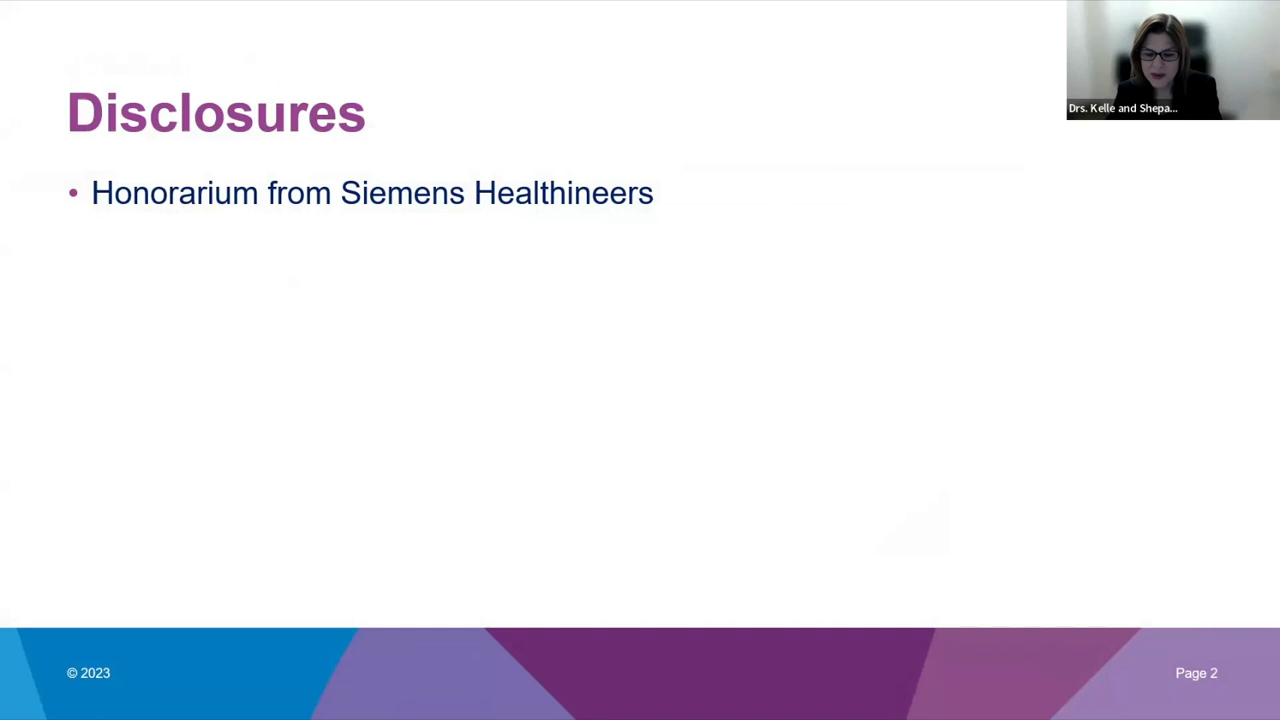 Disclosures
• Honorarium from Siemens Healthineers
Drs. Kelle and Shepa...
© 2023
Page 2